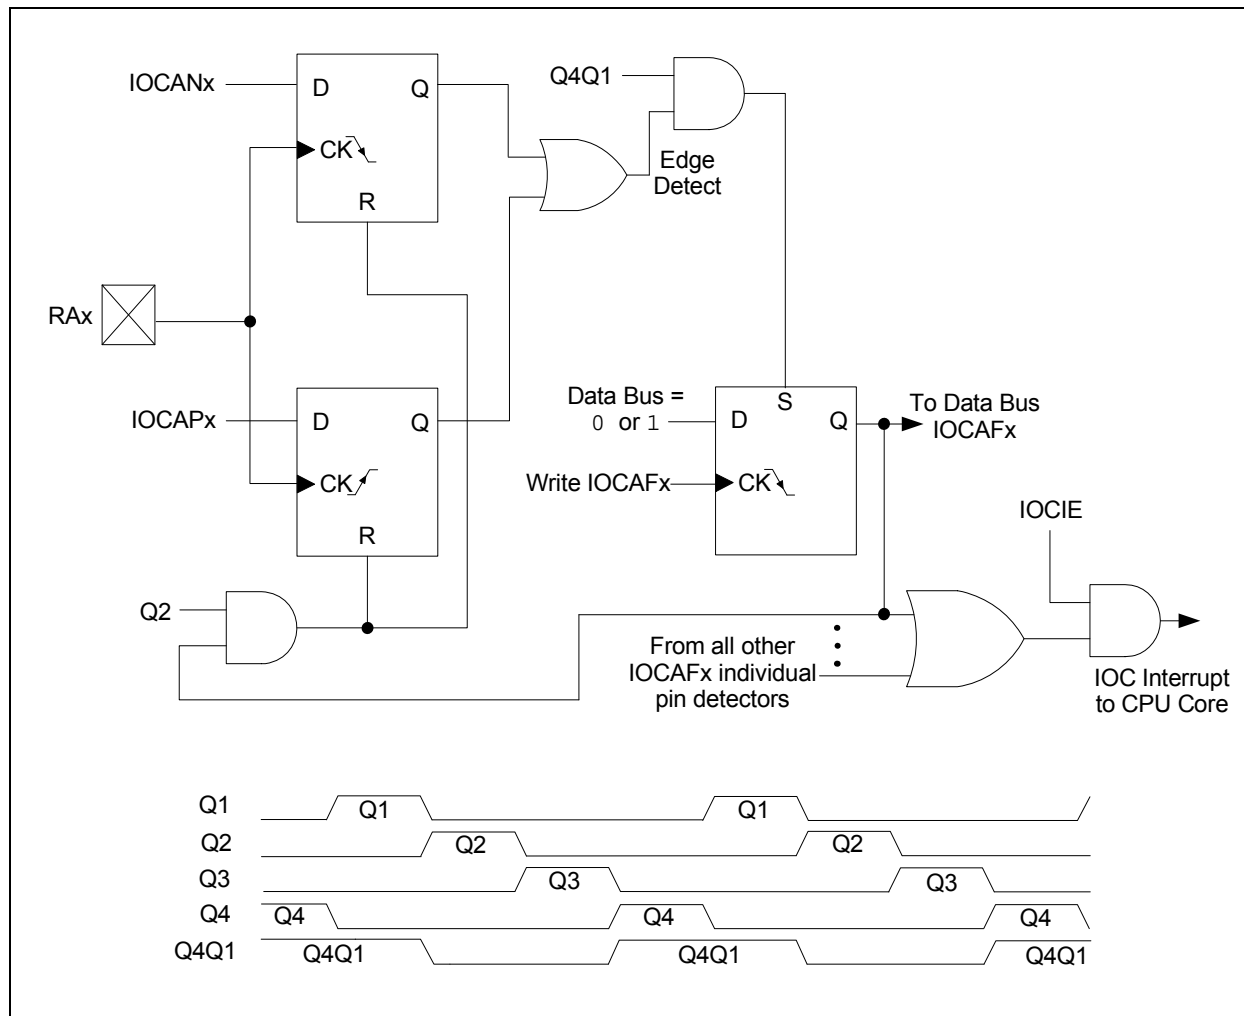 IOCANx
D
Q
CK
R
Q4Q1
Edge
Detect
RAx
IOCAPx
D
Q
CK
R
Data Bus =
0 or 1
S
D
Q
To Data Bus
IOCAFx
Write IOCAFx
CK
IOCIE
Q2
From all other
IOCAFx individual
pin detectors
IOC Interrupt
to CPU Core
Q1
Q1
Q1
Q2
Q2
Q2
Q3
Q3
Q3
Q4
Q4
Q4
Q4
Q4Q1
Q4Q1
Q4Q1
Q4Q1